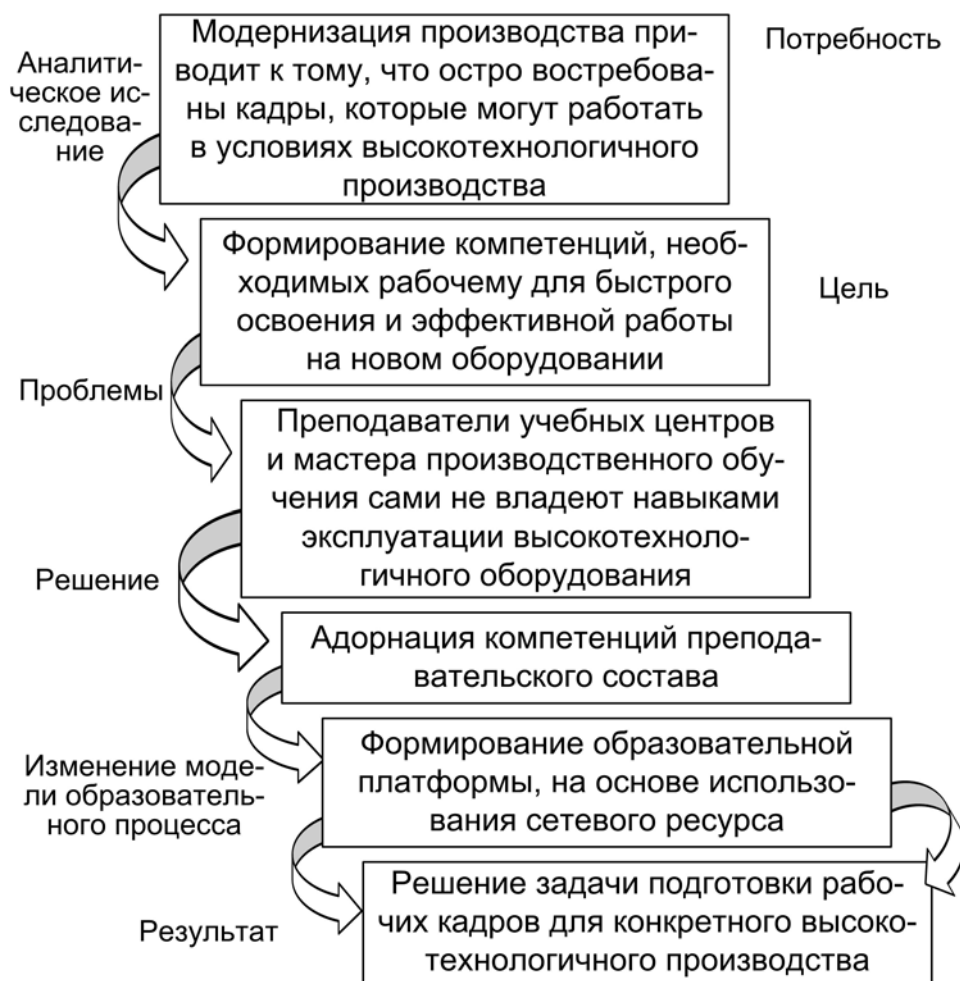 Модернизация производства при-
водит к тому, что остро востребова-
ны кадры, которые могут работать
в условиях высокотехнологичного
производства
Потребность
Аналити-
ческое ис-
следова-
ние
Формирование компетенций, необ-
ходимых рабочему для быстрого
освоения и эффективной работы
на новом оборудовании
Цель
Проблемы
Преподаватели учебных центров
и мастера производственного обу-
чения сами не владеют навыками
эксплуатации высокотехноло-
гичного оборудования
Решение
Адорнация компетенций препода-
вательского состава
Изменение моде-
ли образователь-
ного процесса
Формирование образовательной
платформы, на основе использо-
вания сетевого ресурса
Результат
Решение задачи подготовки рабо-
чих кадров для конкретного высоко-
технологичного производства